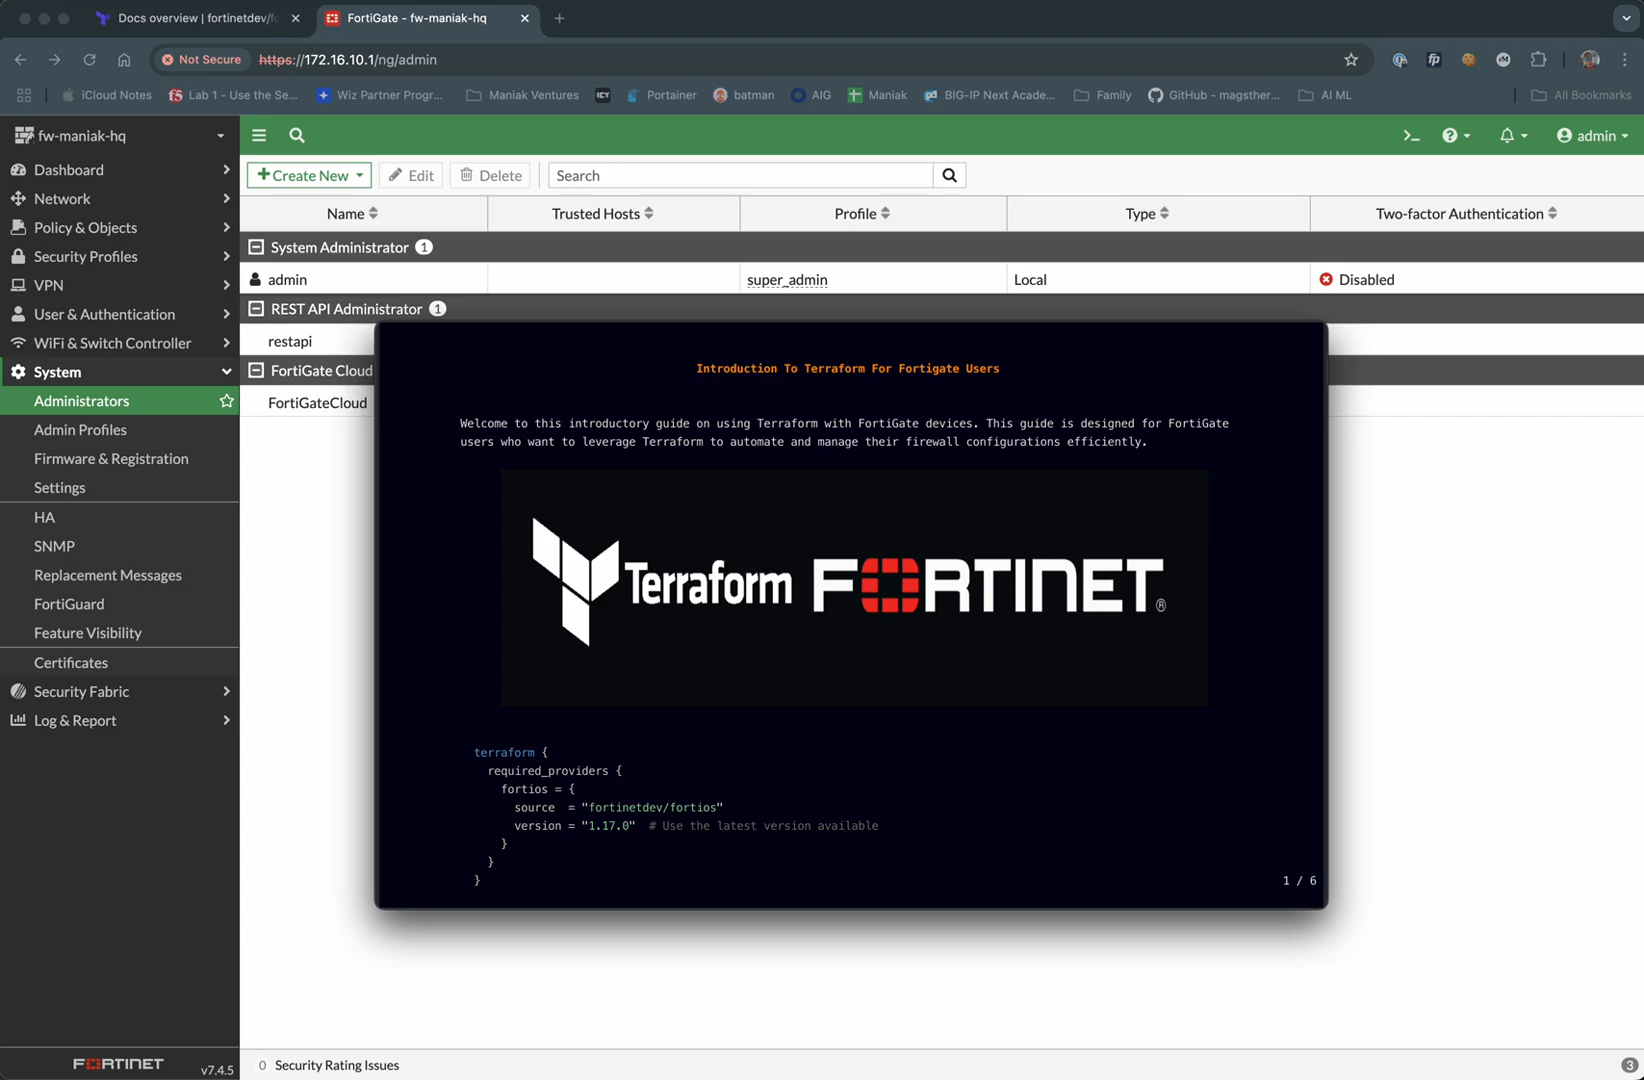 Docs overview | fortinetdev/fo
FortiGate - fw-maniak-hq
Not Secure
https://172.16.10.1/ng/admin
iCloud Notes
Lab 1 - Use the Se...
Wiz Partner Progr...
Maniak Ventures
ICY
Portainer
batman
AIG
Maniak
BIG-IP Next Acade...
Family
GitHub - magsther...
AI ML
All Bookmarks
fw-maniak-hq
admin
Dashboard
Network
Policy & Objects
Security Profiles
VPN
User & Authentication
WiFi & Switch Controller
System
Administrators
Admin Profiles
Firmware & Registration
Settings
HA
SNMP
Replacement Messages
FortiGuard
Feature Visibility
Certificates
Security Fabric
Log & Report
FORTINET
v7.4.5
Create New
Edit
Delete
Search
Name
Trusted Hosts
Profile
Type
Two-factor Authentication
System Administrator 1
admin
super_admin
Local
Disabled
REST API Administrator 1
restapi
FortiGate Cloud
FortiGateCloud
Introduction To Terraform For Fortigate Users
Welcome to this introductory guide on using Terraform with FortiGate devices. This guide is designed for FortiGate
users who want to leverage Terraform to automate and manage their firewall configurations efficiently.
Terraform
FORTINET®
terraform {
required_providers {
fortios = {
source = "fortinetdev/fortios"
version = "1.17.0" # Use the latest version available
}
}
}
1 / 6
0 Security Rating Issues
3